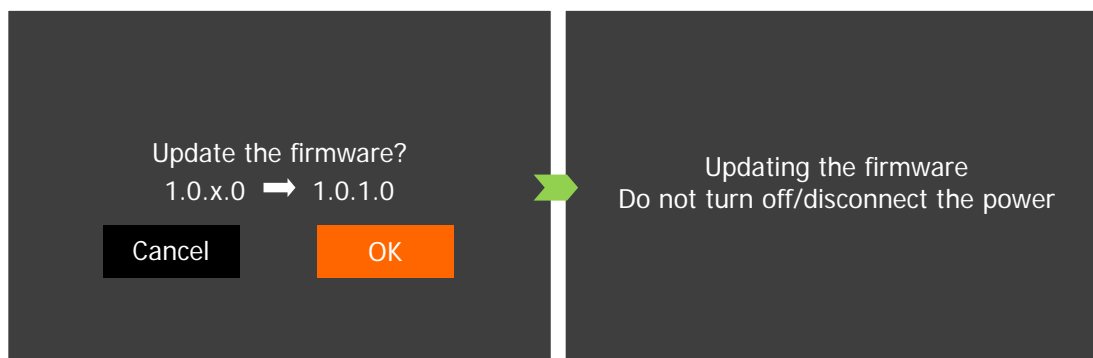 Update the firmware?
1.0.x.0 ➡ 1.0.1.0
Cancel
OK
Updating the firmware
Do not turn off/disconnect the power